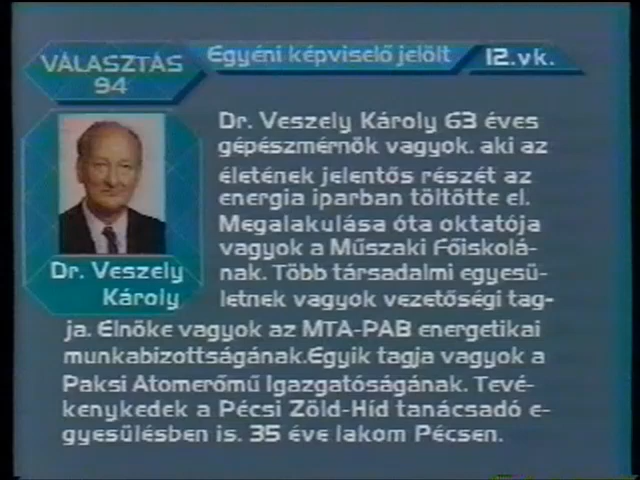 VÁLASZTÁS
94
Egyéni képviselő jelölt
12.vk.
Dr. Veszely
Károly
Dr. Veszely Károly 63 éves
gépészmérnök vagyok. aki az
életének jelentős részét az
energia iparban töltötte el.
Megalakulása óta oktatója
vagyok a Műszaki Főiskolá-
nak. Több társadalmi egyesü-
letnek vagyok vezetőségi tag-
ja. Elnöke vagyok az MTA-PAB energetikai
munkabizottságának.Egyik tagja vagyok a
Paksi Atomerőmű Igazgatóságának. Tevé-
kenykedek a Pécsi Zöld-Híd tanácsadó e-
gyesülésben is. 35 éve lakom Pécsen.